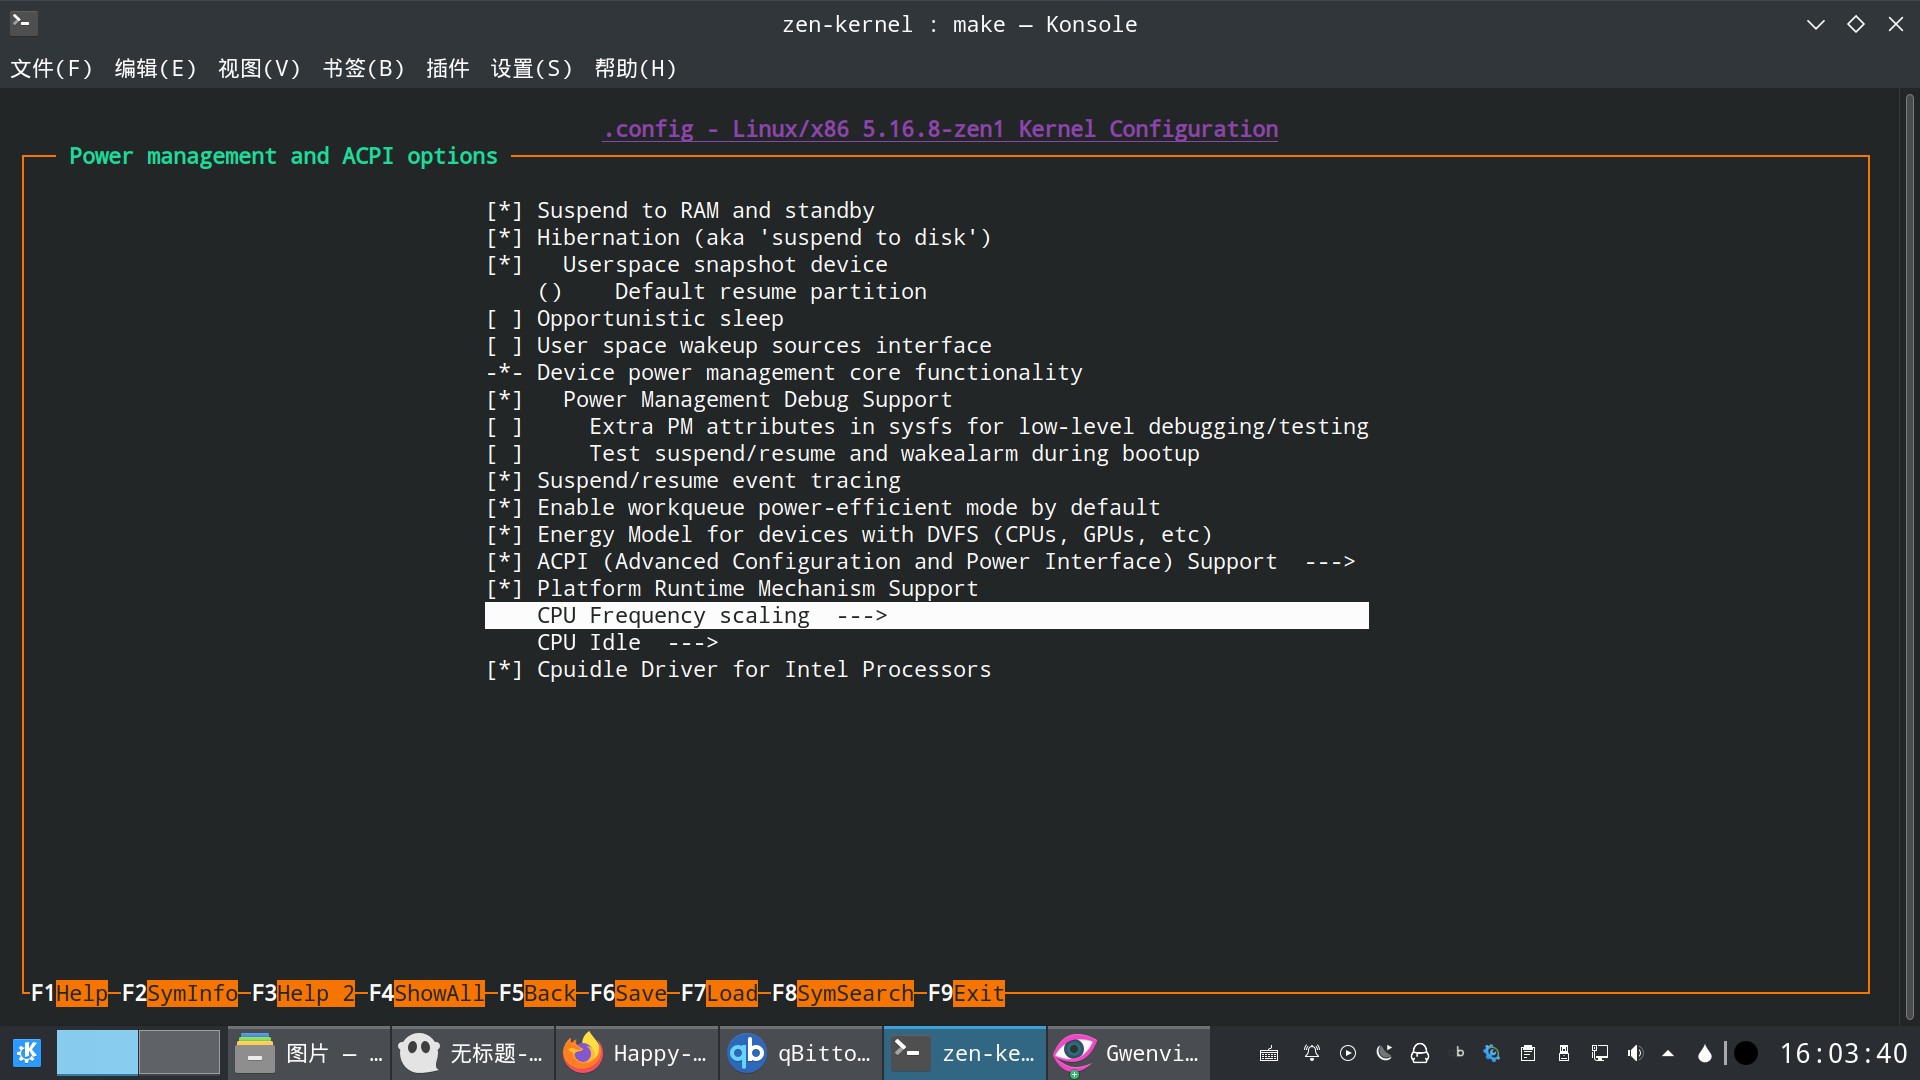 zen-kernel : make — Konsole
文件(F) 编辑(E) 视图(V) 书签(B) 插件 设置(S) 帮助(H)
.config - Linux/x86 5.16.8-zen1 Kernel Configuration
Power management and ACPI options
[*] Suspend to RAM and standby
[*] Hibernation (aka 'suspend to disk')
[*]   Userspace snapshot device
()    Default resume partition
[ ] Opportunistic sleep
[ ] User space wakeup sources interface
-*- Device power management core functionality
[*]   Power Management Debug Support
[ ]     Extra PM attributes in sysfs for low-level debugging/testing
[ ]     Test suspend/resume and wakealarm during bootup
[*] Suspend/resume event tracing
[*] Enable workqueue power-efficient mode by default
[*] Energy Model for devices with DVFS (CPUs, GPUs, etc)
[*] ACPI (Advanced Configuration and Power Interface) Support  --->
[*] Platform Runtime Mechanism Support
CPU Frequency scaling  --->
CPU Idle  --->
[*] Cpuidle Driver for Intel Processors
F1Help F2SymInfo F3Help 2 F4ShowAll F5Back F6Save F7Load F8SymSearch F9Exit
图片 — … 无标题-… Happy-… qb qBitto… zen-ke… Gwenvi… b 16:03:40